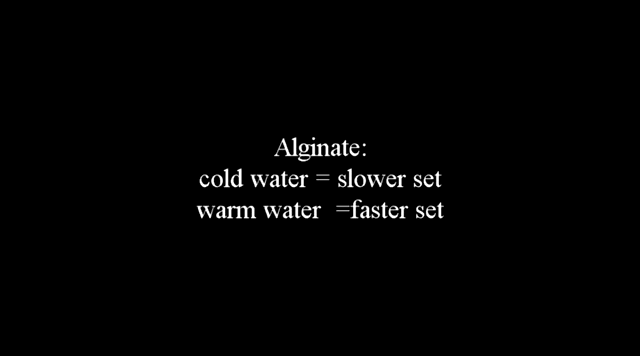 Alginate:
cold water = slower set
warm water  =faster set